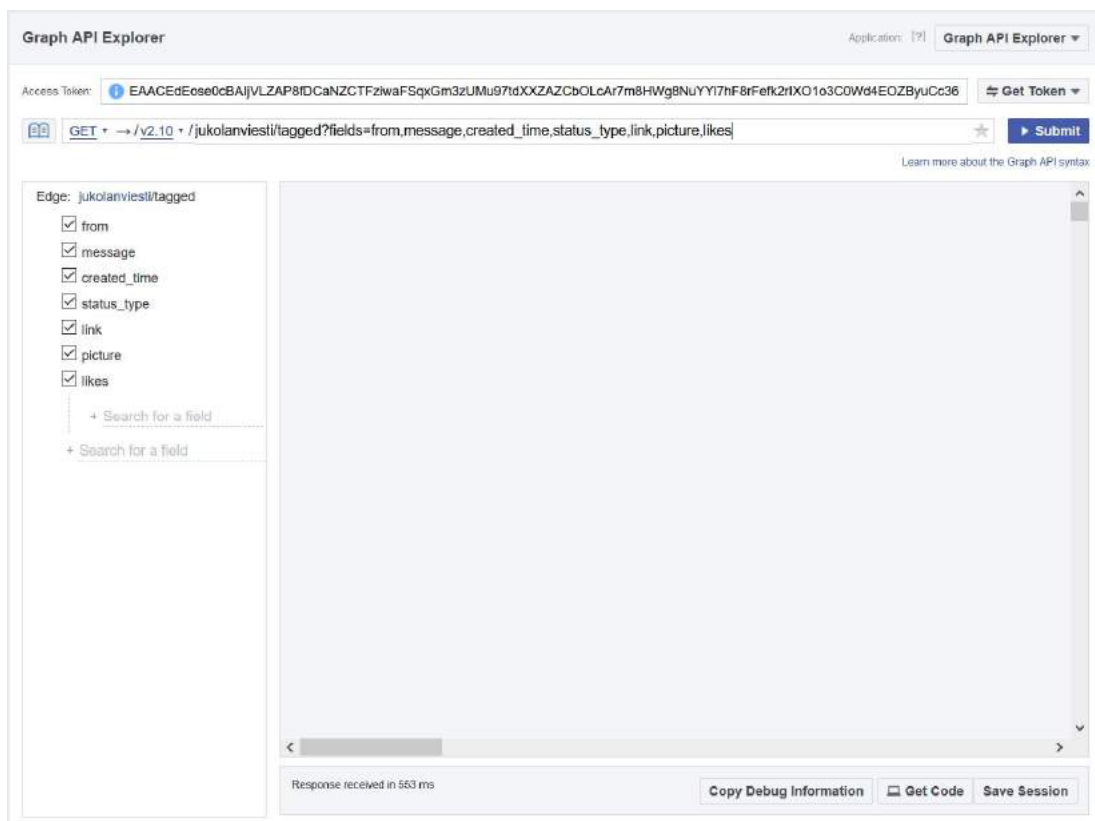 Graph API Explorer
Application: [?] Graph API Explorer
Access Token: EAACEdEose0cBAIjVLZAP8fDCaNZCTFziwaFSqxGm3zUMu97tdXXZAZCbOLcAr7m8HWg8NuYYI7hF8rFefk2rIXO1o3C0Wd4EOZByuCc36 Get Token
GET → / v2.10 / jukolanviesti/tagged?fields=from,message,created_time,status_type,link,picture,likes Submit
Learn more about the Graph API syntax
Edge: jukolanviesti/tagged
from
message
created_time
status_type
link
picture
likes
+ Search for a field
+ Search for a field
Response received in 553 ms
Copy Debug Information Get Code Save Session